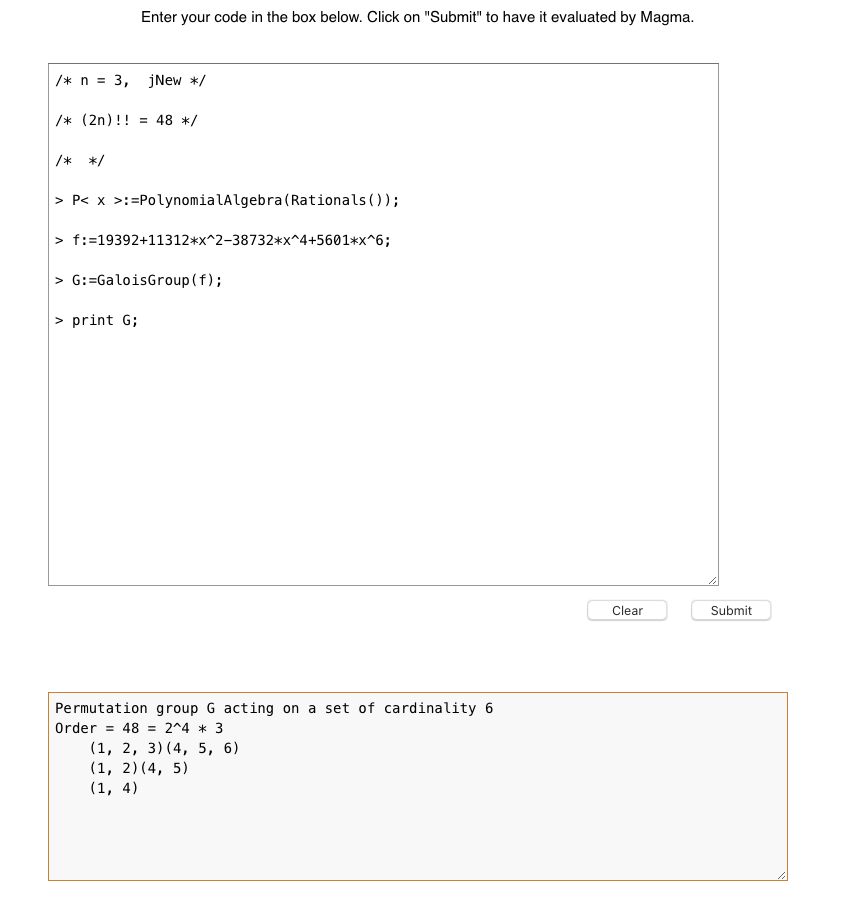 Enter your code in the box below. Click on "Submit" to have it evaluated by Magma.
/* n = 3,  jNew */
/* (2n)!! = 48 */
/*  */
> P< x >:=PolynomialAlgebra(Rationals());
> f:=19392+11312*x^2−38732*x^4+5601*x^6;
> G:=GaloisGroup(f);
> print G;
Clear Submit
Permutation group G acting on a set of cardinality 6
Order = 48 = 2^4 * 3
    (1, 2, 3)(4, 5, 6)
    (1, 2)(4, 5)
    (1, 4)